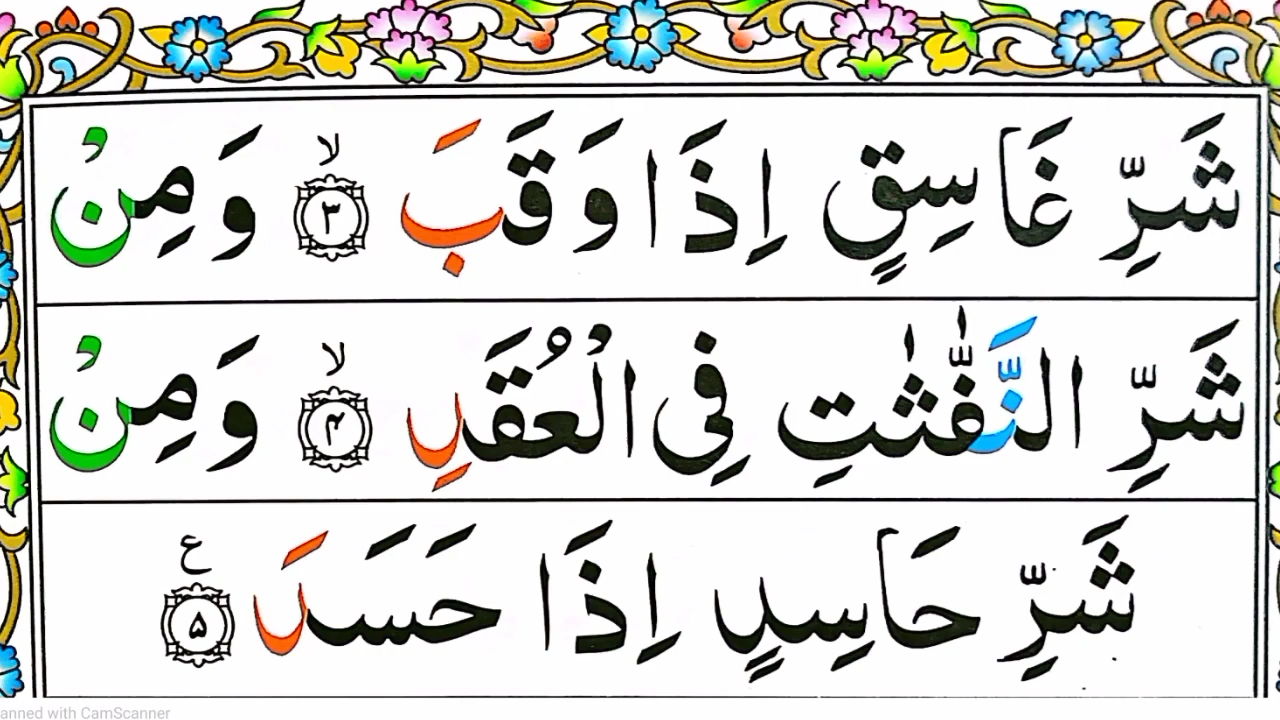 شَرِّ غَاسِقٍ اِذَا وَقَبَ ۙ‏﴿۳﴾ وَمِنْ
شَرِّ النَّفّٰثٰتِ فِی الْعُقَدِ ۙ‏﴿۴﴾ وَمِنْ
شَرِّ حَاسِدٍ اِذَا حَسَدَ ﴿۵﴾ ع
anned with CamScanner